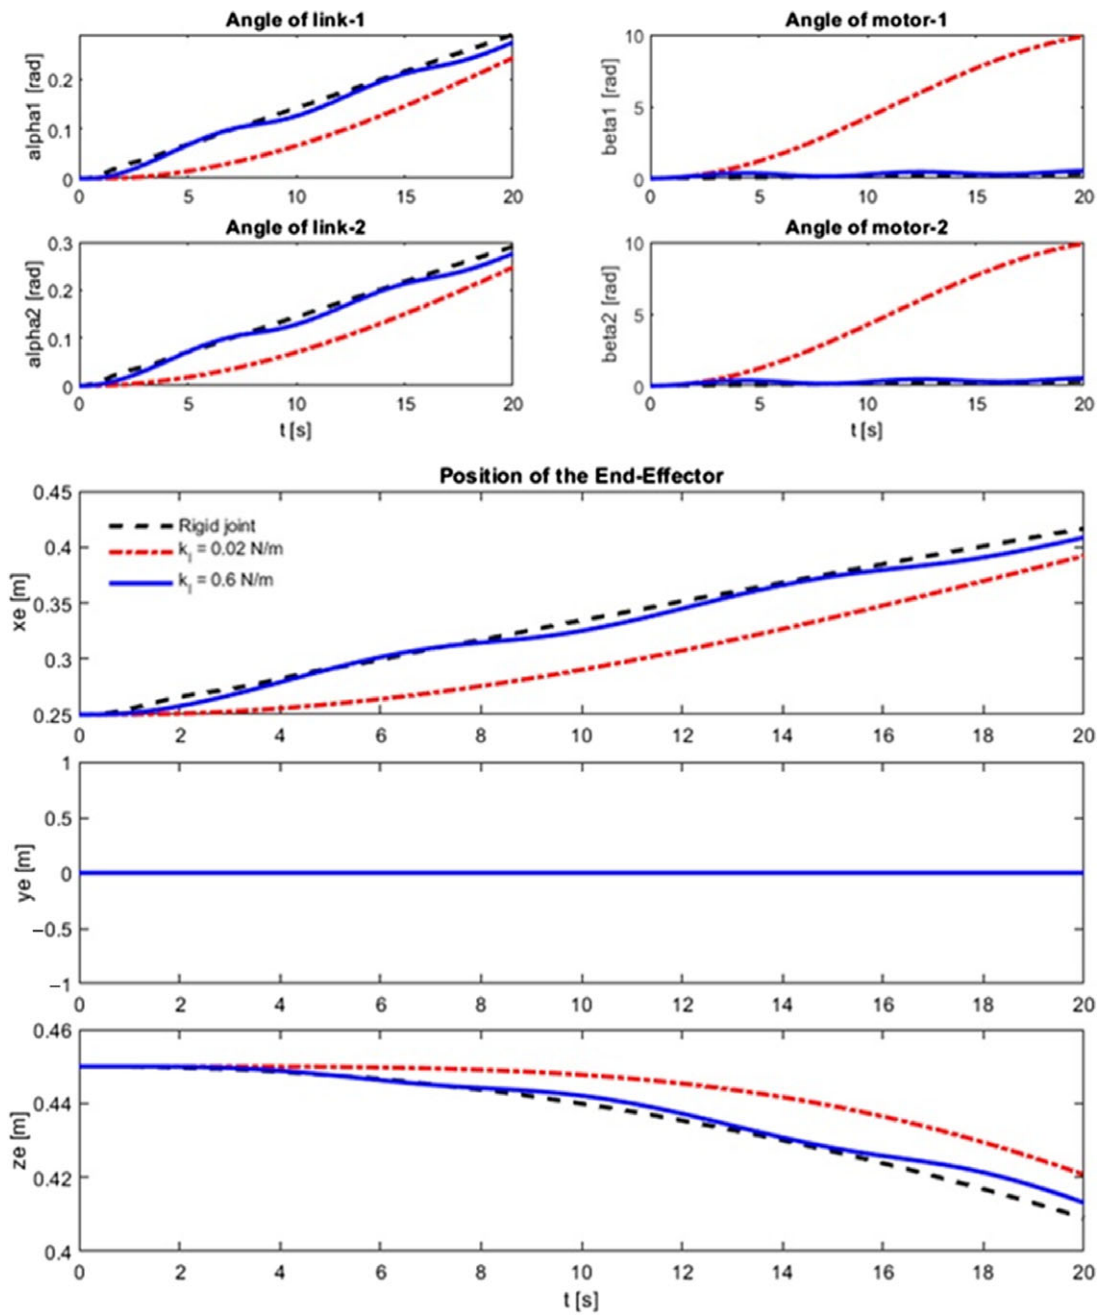 Angle of link-1
alpha1 [rad]
0.2
0.1
0
0 5 10 15 20
Angle of motor-1
beta1 [rad]
10
5
0
0 5 10 15 20
Angle of link-2
alpha2 [rad]
0.3
0.2
0.1
0
0 5 10 15 20
t [s]
Angle of motor-2
beta2 [rad]
10
5
0
0 5 10 15 20
t [s]
Position of the End-Effector
xe [m]
0.45
0.4
0.35
0.3
0.25
Rigid joint
k_l = 0.02 N/m
k_l = 0.6 N/m
0 2 4 6 8 10 12 14 16 18 20
ye [m]
1
0.5
0
−0.5
−1
0 2 4 6 8 10 12 14 16 18 20
ze [m]
0.46
0.44
0.42
0.4
0 2 4 6 8 10 12 14 16 18 20
t [s]